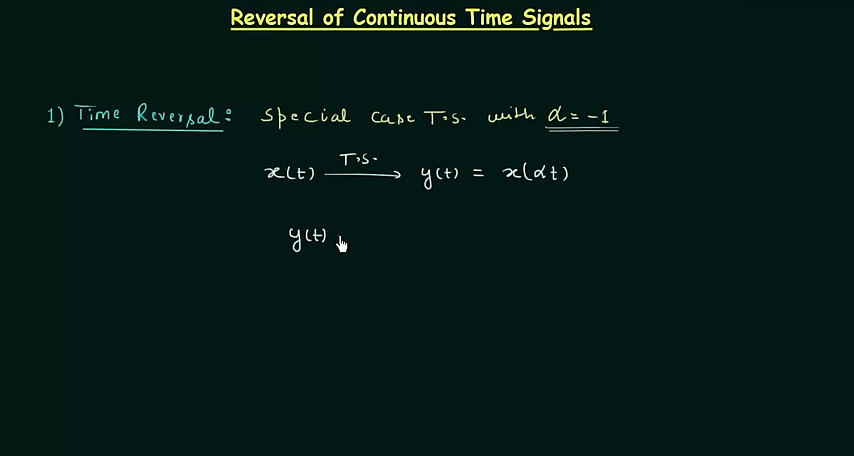 Reversal of Continuous Time Signals
1) Time Reversal: special case T.S. with α = -1
T.S.
x(t) → y(t) = x(αt)
y(t)